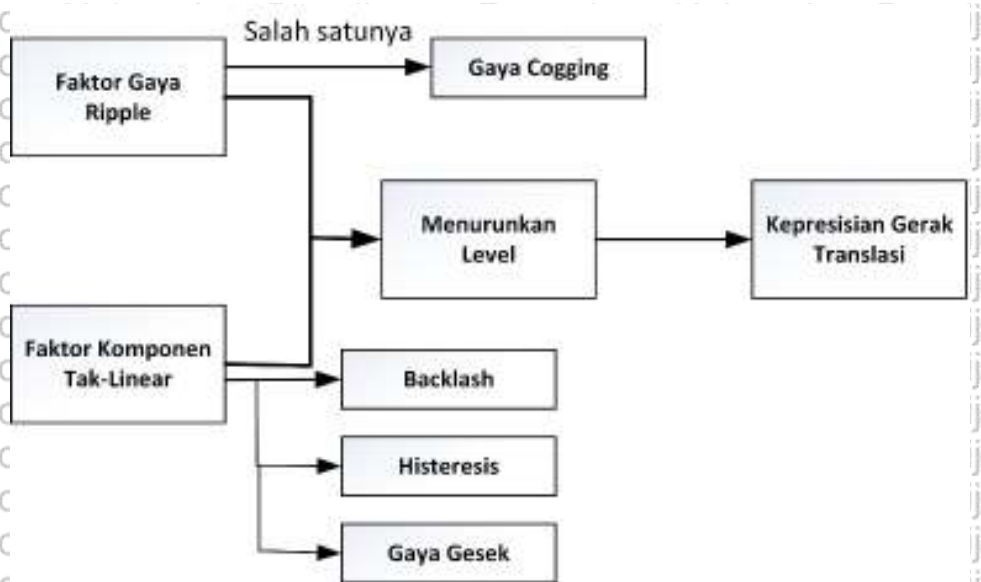 Salah satunya
Faktor Gaya
Ripple
Gaya Cogging
Menurunkan
Level
Kepresisian Gerak
Translasi
Faktor Komponen
Tak-Linear
Backlash
Histeresis
Gaya Gesek